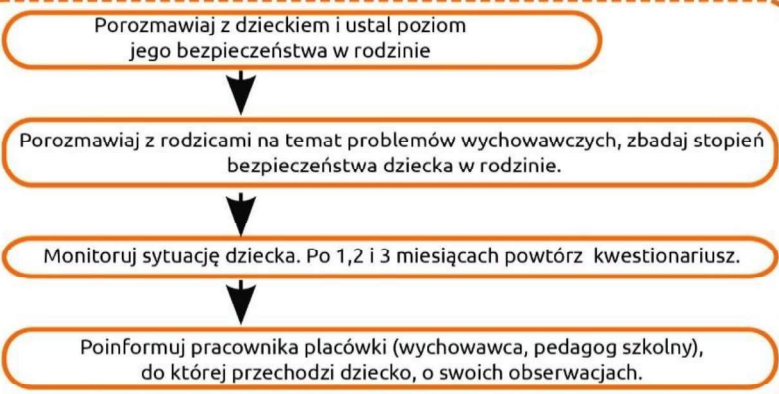 Porozmawiaj z dzieckiem i ustal poziom
jego bezpieczeństwa w rodzinie
Porozmawiaj z rodzicami na temat problemów wychowawczych, zbadaj stopień
bezpieczeństwa dziecka w rodzinie.
Monitoruj sytuację dziecka. Po 1,2 i 3 miesiącach powtórz kwestionariusz.
Poinformuj pracownika placówki (wychowawca, pedagog szkolny),
do której przechodzi dziecko, o swoich obserwacjach.